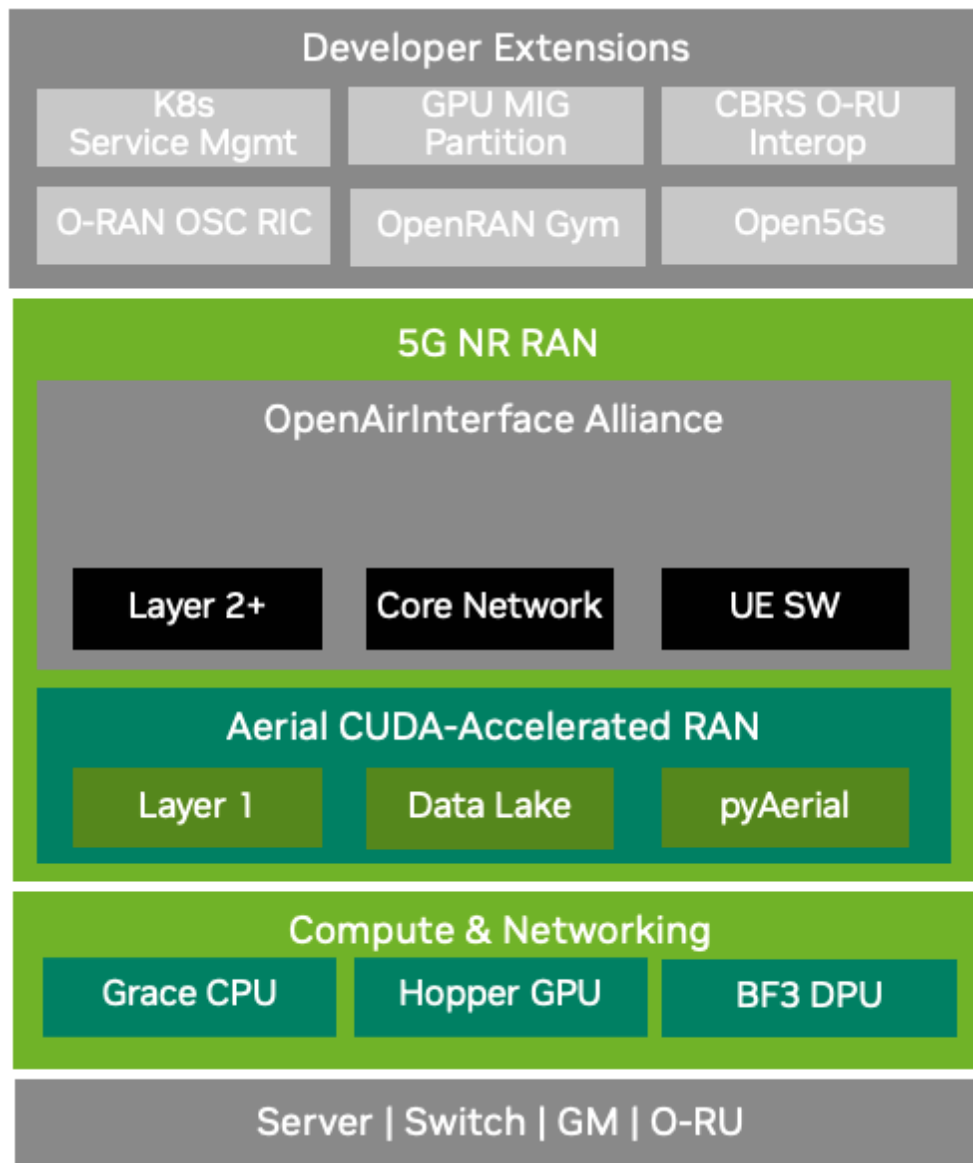 Developer Extensions
K8s
Service Mgmt
GPU MIG
Partition
CBRS O-RU
Interop
O-RAN OSC RIC
OpenRAN Gym
Open5Gs
5G NR RAN
OpenAirInterface Alliance
Layer 2+
Core Network
UE SW
Aerial CUDA-Accelerated RAN
Layer 1
Data Lake
pyAerial
Compute & Networking
Grace CPU
Hopper GPU
BF3 DPU
Server | Switch | GM | O-RU